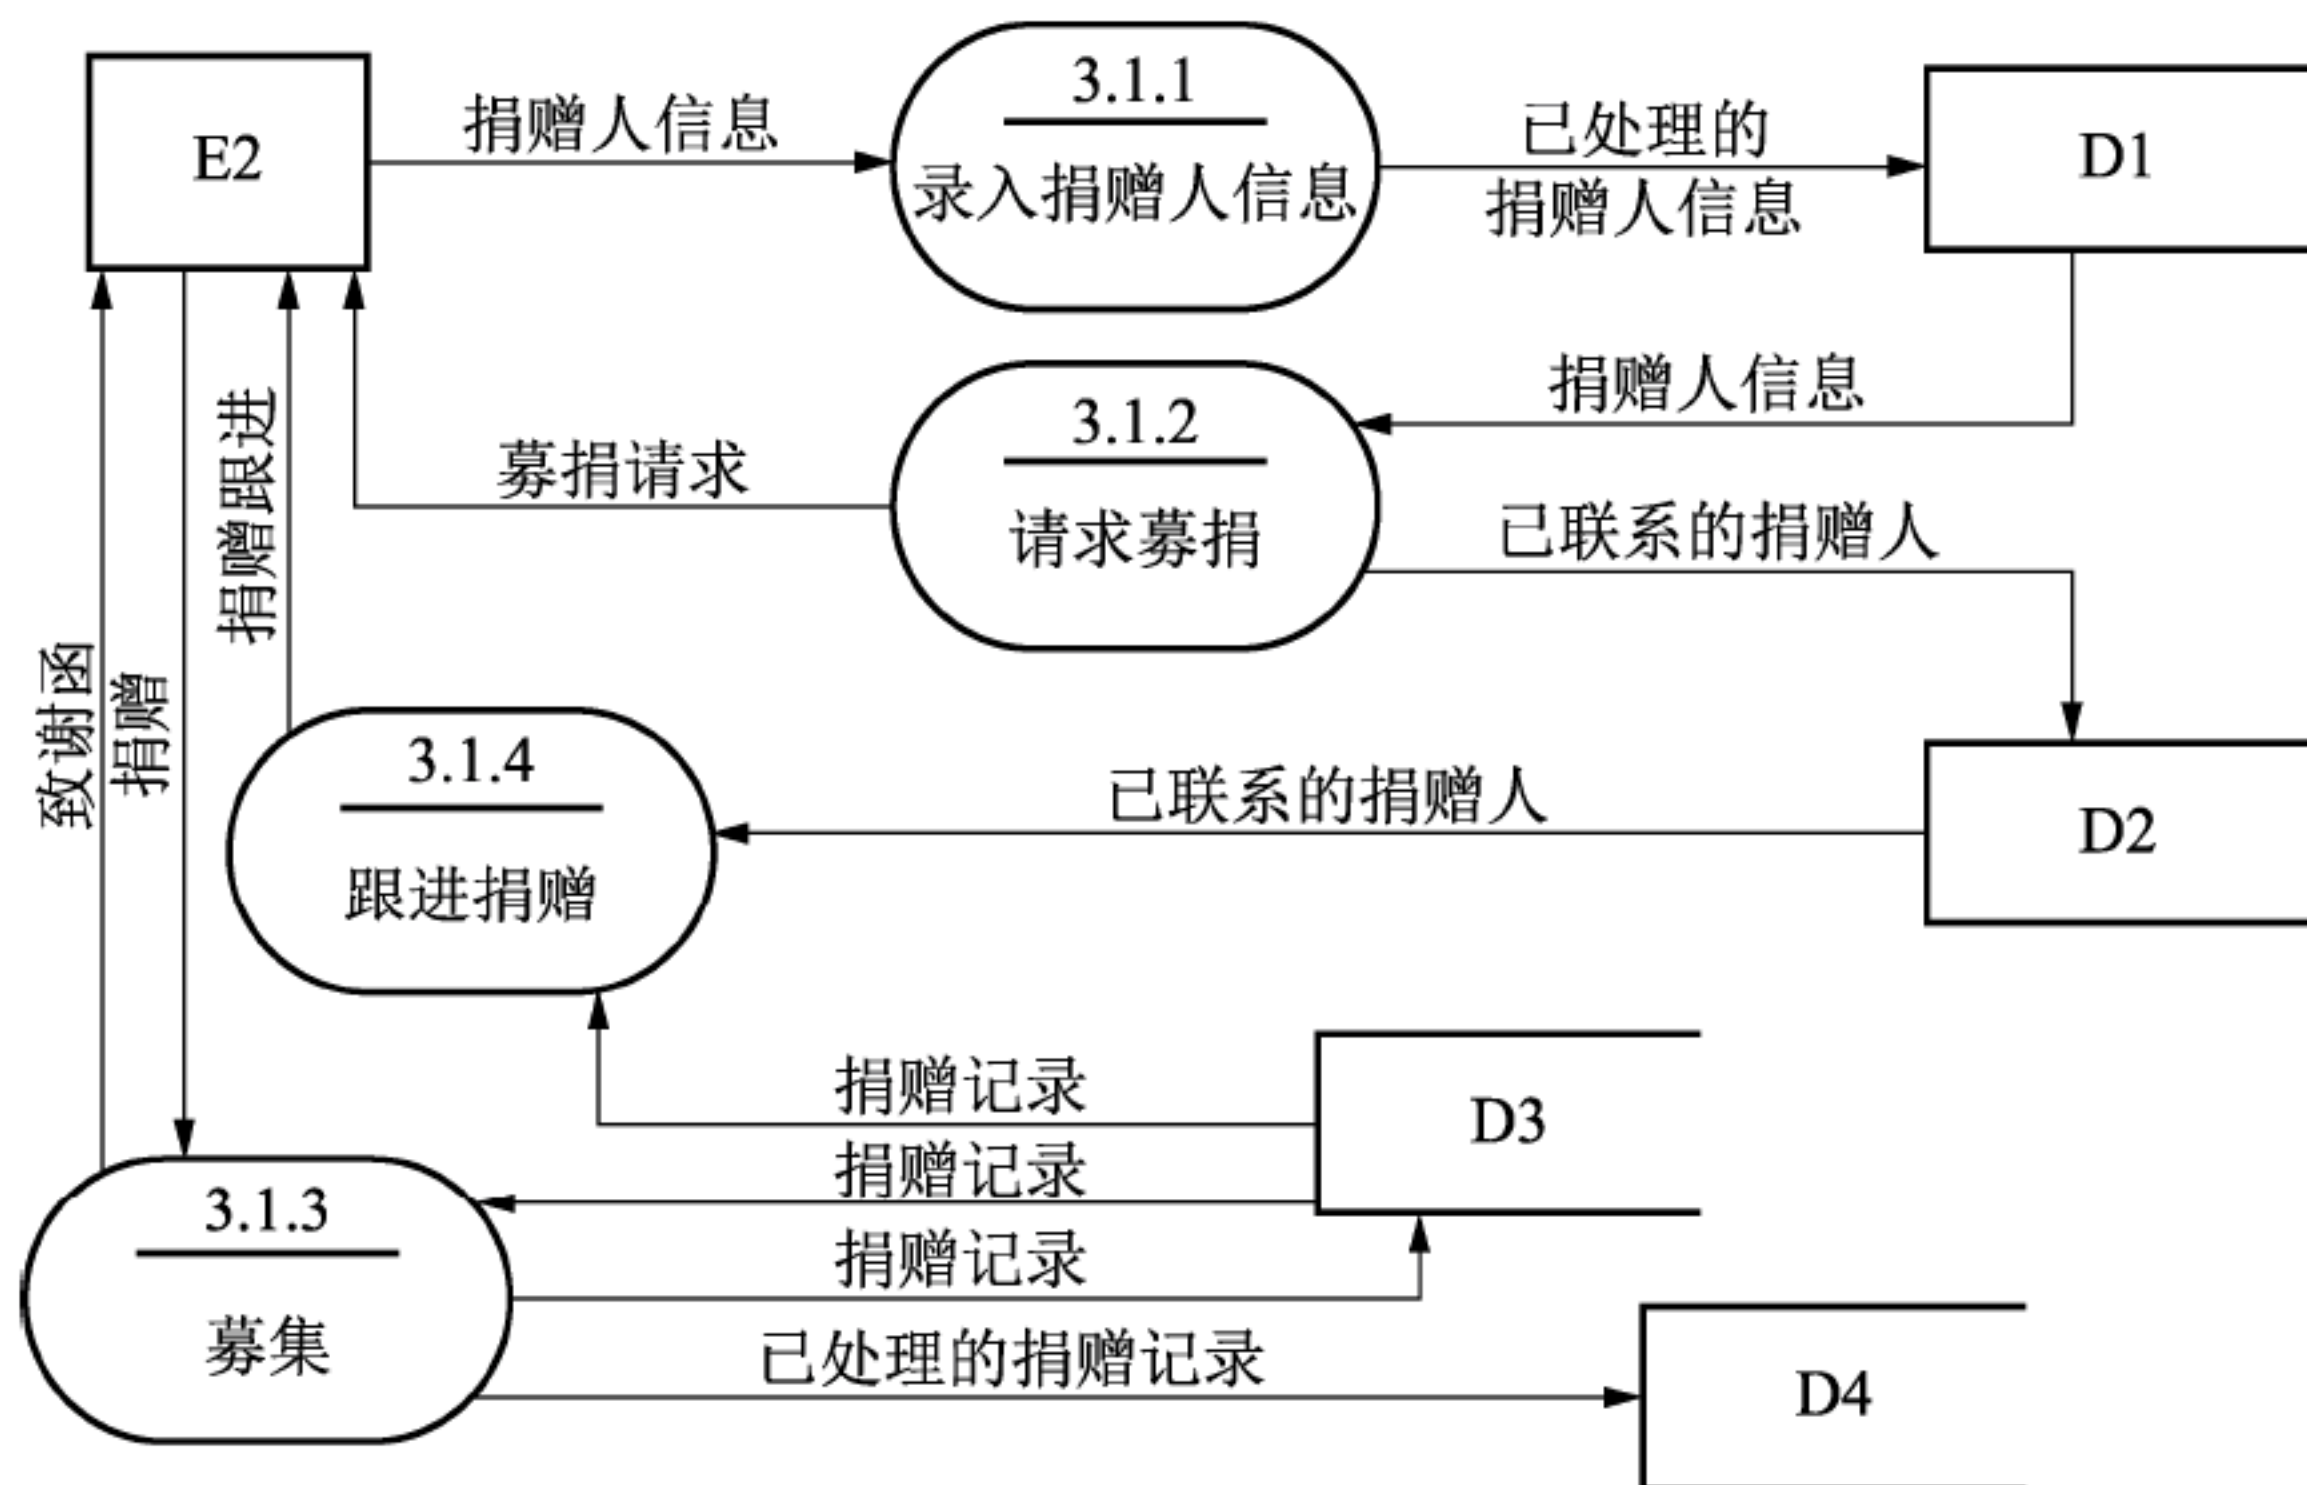 E2
捐赠人信息
3.1.1
录入捐赠人信息
已处理的
捐赠人信息
D1
捐赠人信息
3.1.2
请求募捐
募捐请求
已联系的捐赠人
捐赠跟进
致谢函
捐赠
3.1.4
跟进捐赠
已联系的捐赠人
D2
捐赠记录
D3
捐赠记录
3.1.3
募集
捐赠记录
已处理的捐赠记录
D4